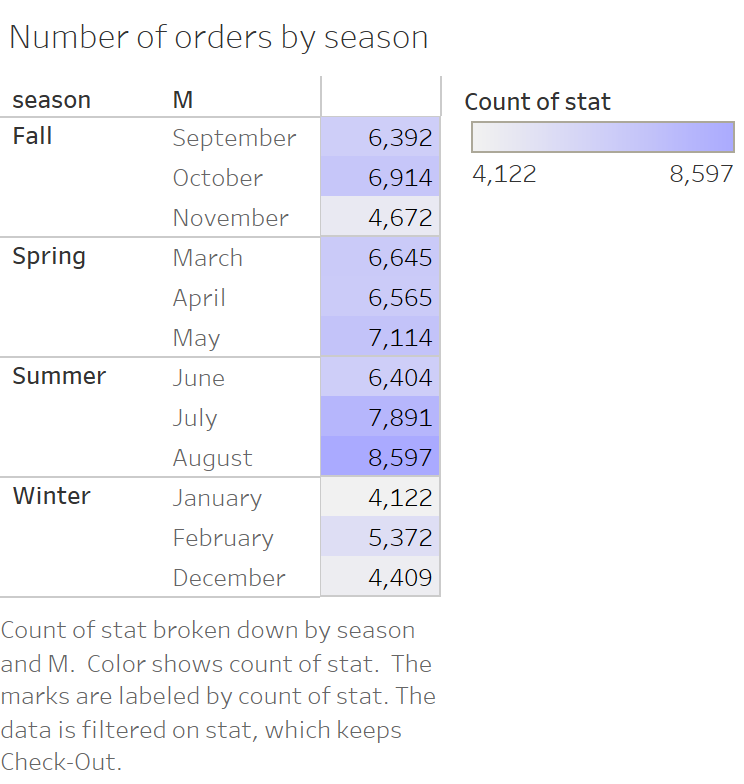 Number of orders by season
season M
Fall September 6,392
October 6,914
November 4,672
Spring March 6,645
April 6,565
May 7,114
Summer June 6,404
July 7,891
August 8,597
Winter January 4,122
February 5,372
December 4,409
Count of stat
4,122 8,597
Count of stat broken down by season
and M.  Color shows count of stat.  The
marks are labeled by count of stat. The
data is filtered on stat, which keeps
Check-Out.